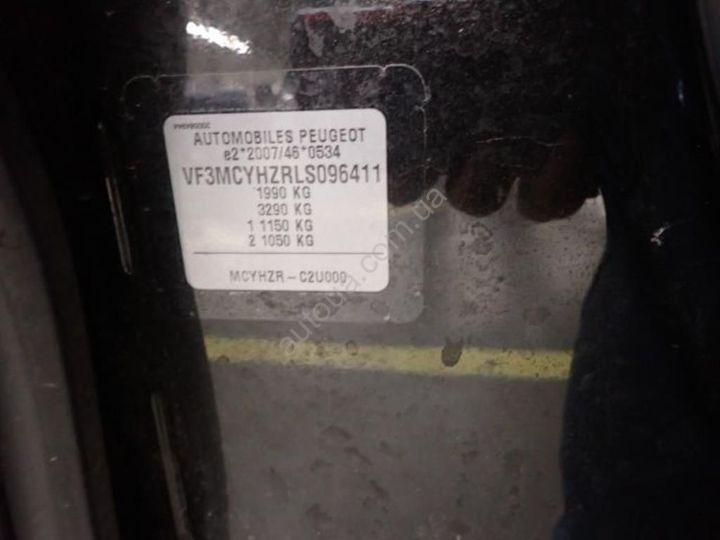 AUTOMOBILES PEUGEOT
e2*2007/46*0534
VF3MCYHZRLS096411
1990 KG
3290 KG
1 1150 KG
2 1050 KG
MCYHZR-C2U000
autoua.com.ua